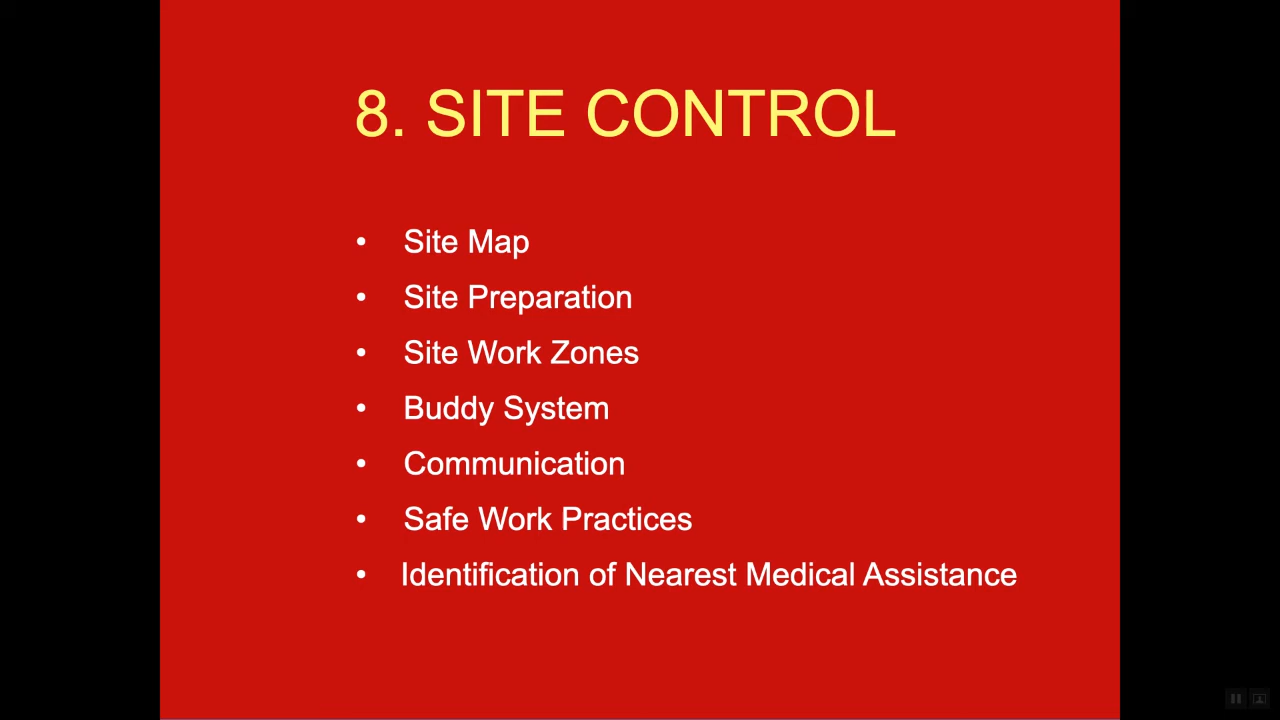 8. SITE CONTROL
• Site Map
• Site Preparation
• Site Work Zones
• Buddy System
• Communication
• Safe Work Practices
• Identification of Nearest Medical Assistance